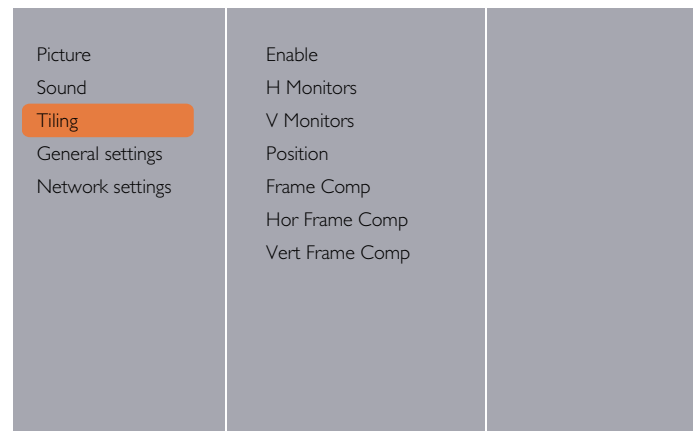 Picture
Sound
Tiling
General settings
Network settings
Enable
H Monitors
V Monitors
Position
Frame Comp
Hor Frame Comp
Vert Frame Comp